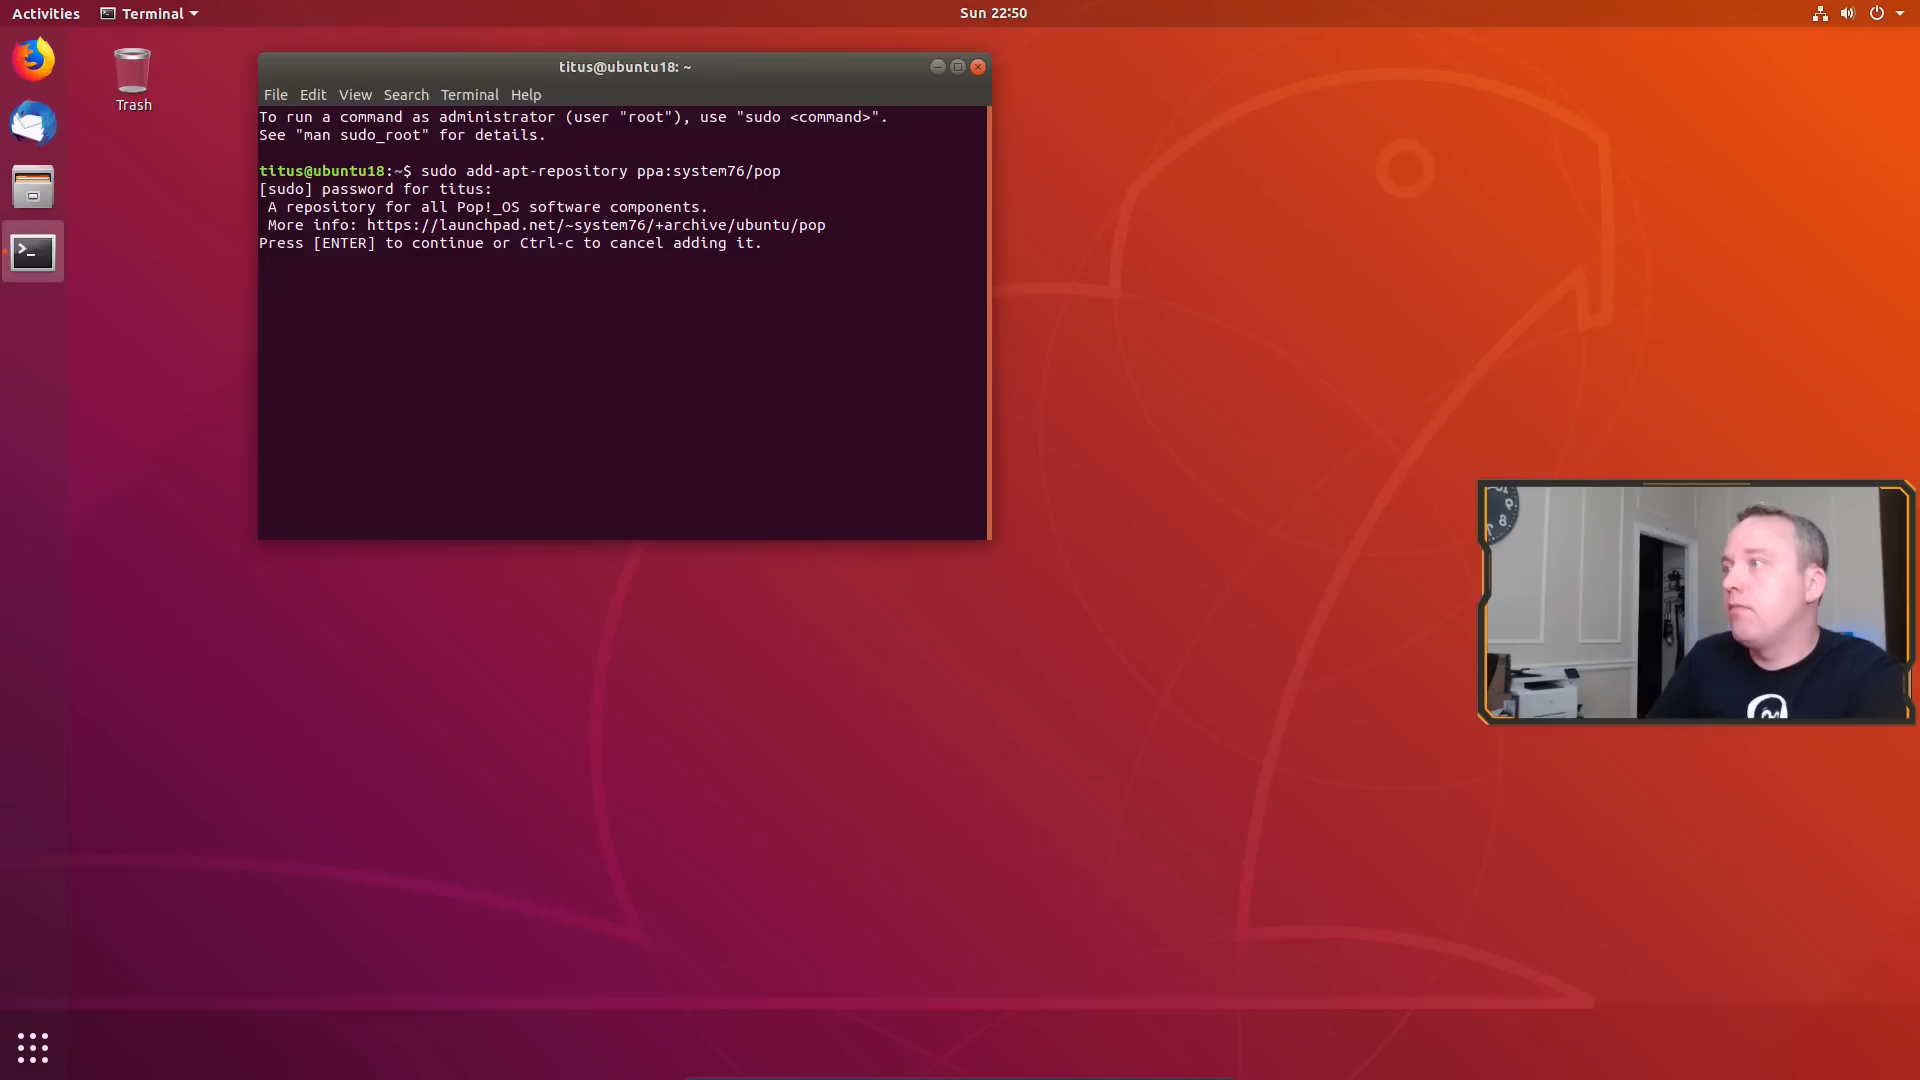 Activities
Terminal
Sun 22:50
Trash
titus@ubuntu18: ~
File Edit View Search Terminal Help
To run a command as administrator (user "root"), use "sudo <command>".
See "man sudo_root" for details.
titus@ubuntu18:~$ sudo add-apt-repository ppa:system76/pop
[sudo] password for titus:
A repository for all Pop!_OS software components.
More info: https://launchpad.net/~system76/+archive/ubuntu/pop
Press [ENTER] to continue or Ctrl-c to cancel adding it.